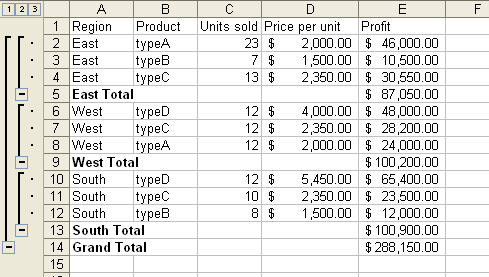 1 2 3 A B C D E F
1 Region Product Units sold Price per unit Profit
2 East typeA 23 $ 2,000.00 $ 46,000.00
3 East typeB 7 $ 1,500.00 $ 10,500.00
4 East typeC 13 $ 2,350.00 $ 30,550.00
5 East Total $ 87,050.00
6 West typeD 12 $ 4,000.00 $ 48,000.00
7 West typeC 12 $ 2,350.00 $ 28,200.00
8 West typeA 12 $ 2,000.00 $ 24,000.00
9 West Total $100,200.00
10 South typeD 12 $ 5,450.00 $ 65,400.00
11 South typeC 10 $ 2,350.00 $ 23,500.00
12 South typeB 8 $ 1,500.00 $ 12,000.00
13 South Total $100,900.00
14 Grand Total $288,150.00
15